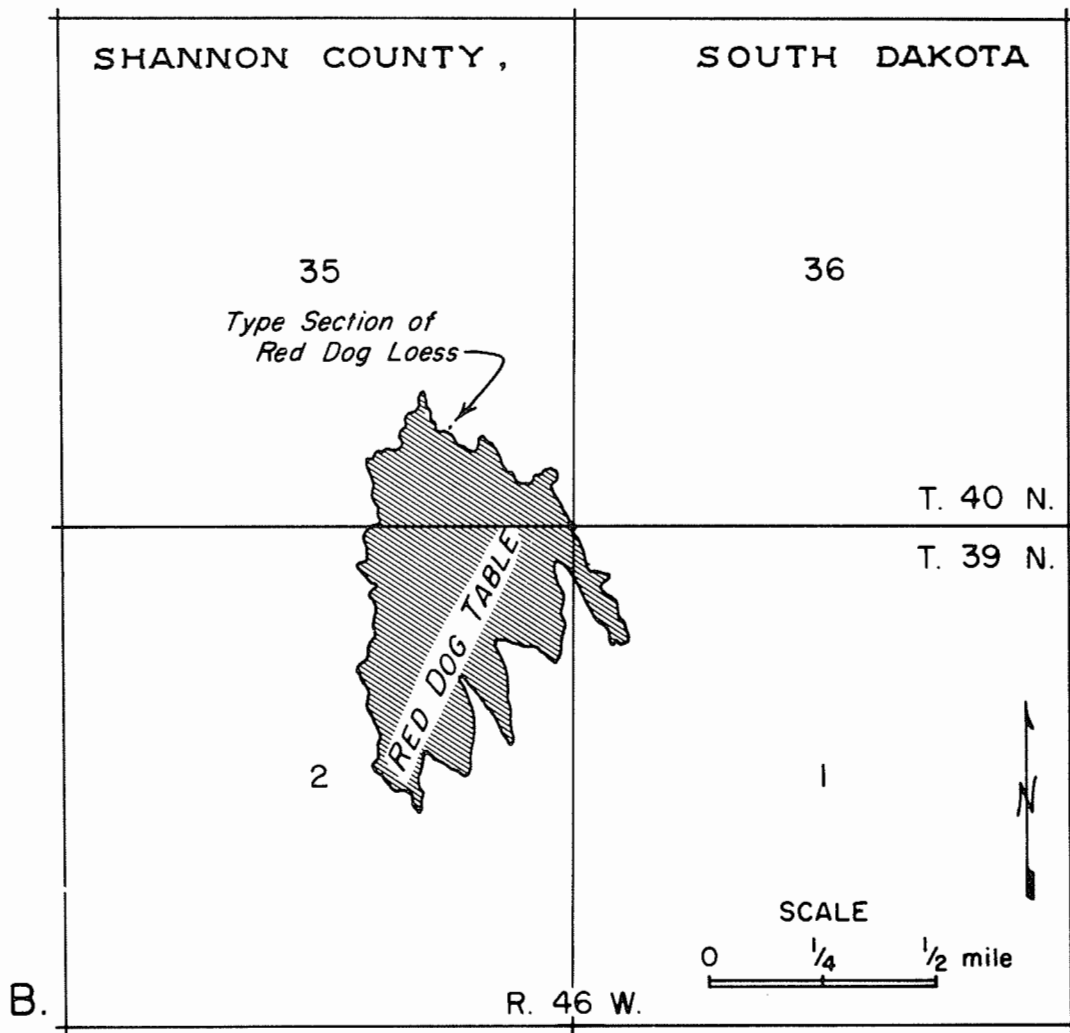 SHANNON COUNTY, SOUTH DAKOTA
35
36
Type Section of
Red Dog Loess
T. 40 N.
T. 39 N.
RED DOG TABLE
2
1
N
SCALE
0 1/4 1/2 mile
B.
R. 46 W.